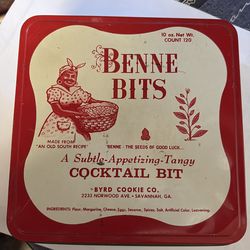 10 oz. Net Wt.
COUNT 120
BENNE
BITS
MADE FROM
"AN OLD SOUTH RECIPE"
"BENNE - THE SEEDS OF GOOD LUCK...
A Subtle-Appetizing-Tangy
COCKTAIL BIT
• BYRD COOKIE CO. •
2233 NORWOOD AVE. • SAVANNAH, GA.
INGREDIENTS: Flour, Margarine, Cheese, Eggs, Sesame, Spices, Salt, Artificial Color, Leavening.